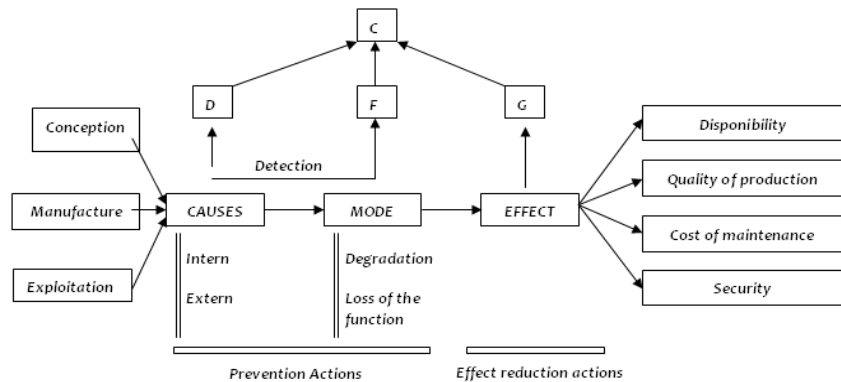 C
D
F
G
Conception
Detection
Disponibility
Quality of production
Manufacture
CAUSES
MODE
EFFECT
Cost of maintenance
Exploitation
Intern
Extern
Degradation
Loss of the
function
Security
Prevention Actions
Effect reduction actions